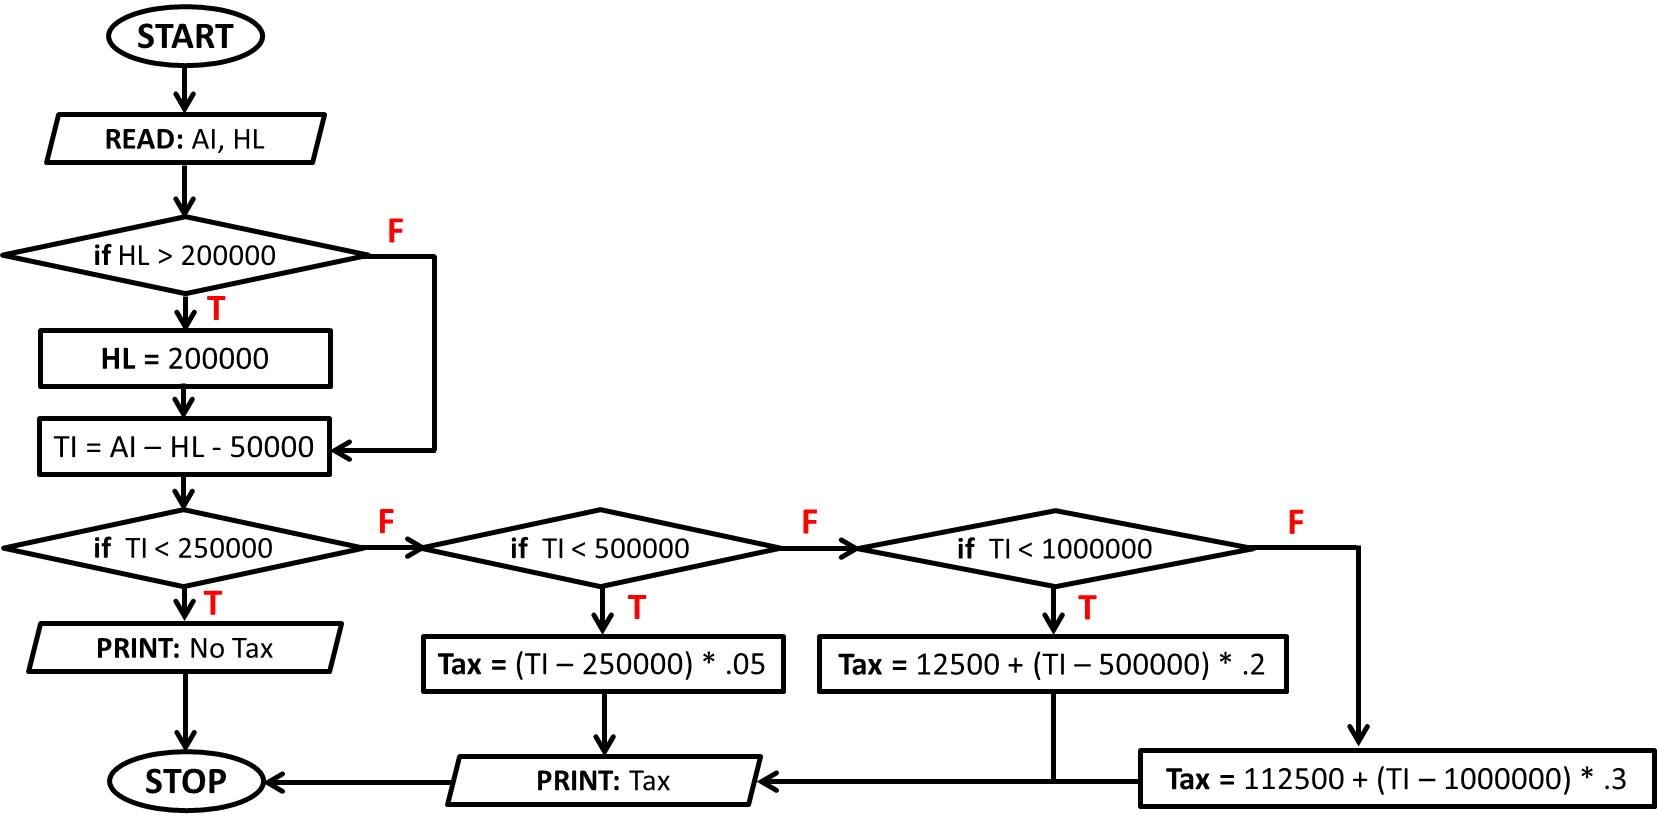 START
READ: AI, HL
if HL > 200000
F
T
HL = 200000
TI = AI – HL - 50000
if TI < 250000
F
if TI < 500000
F
if TI < 1000000
F
T
T
T
PRINT: No Tax
Tax = (TI – 250000) * .05
Tax = 12500 + (TI – 500000) * .2
STOP
PRINT: Tax
Tax = 112500 + (TI – 1000000) * .3